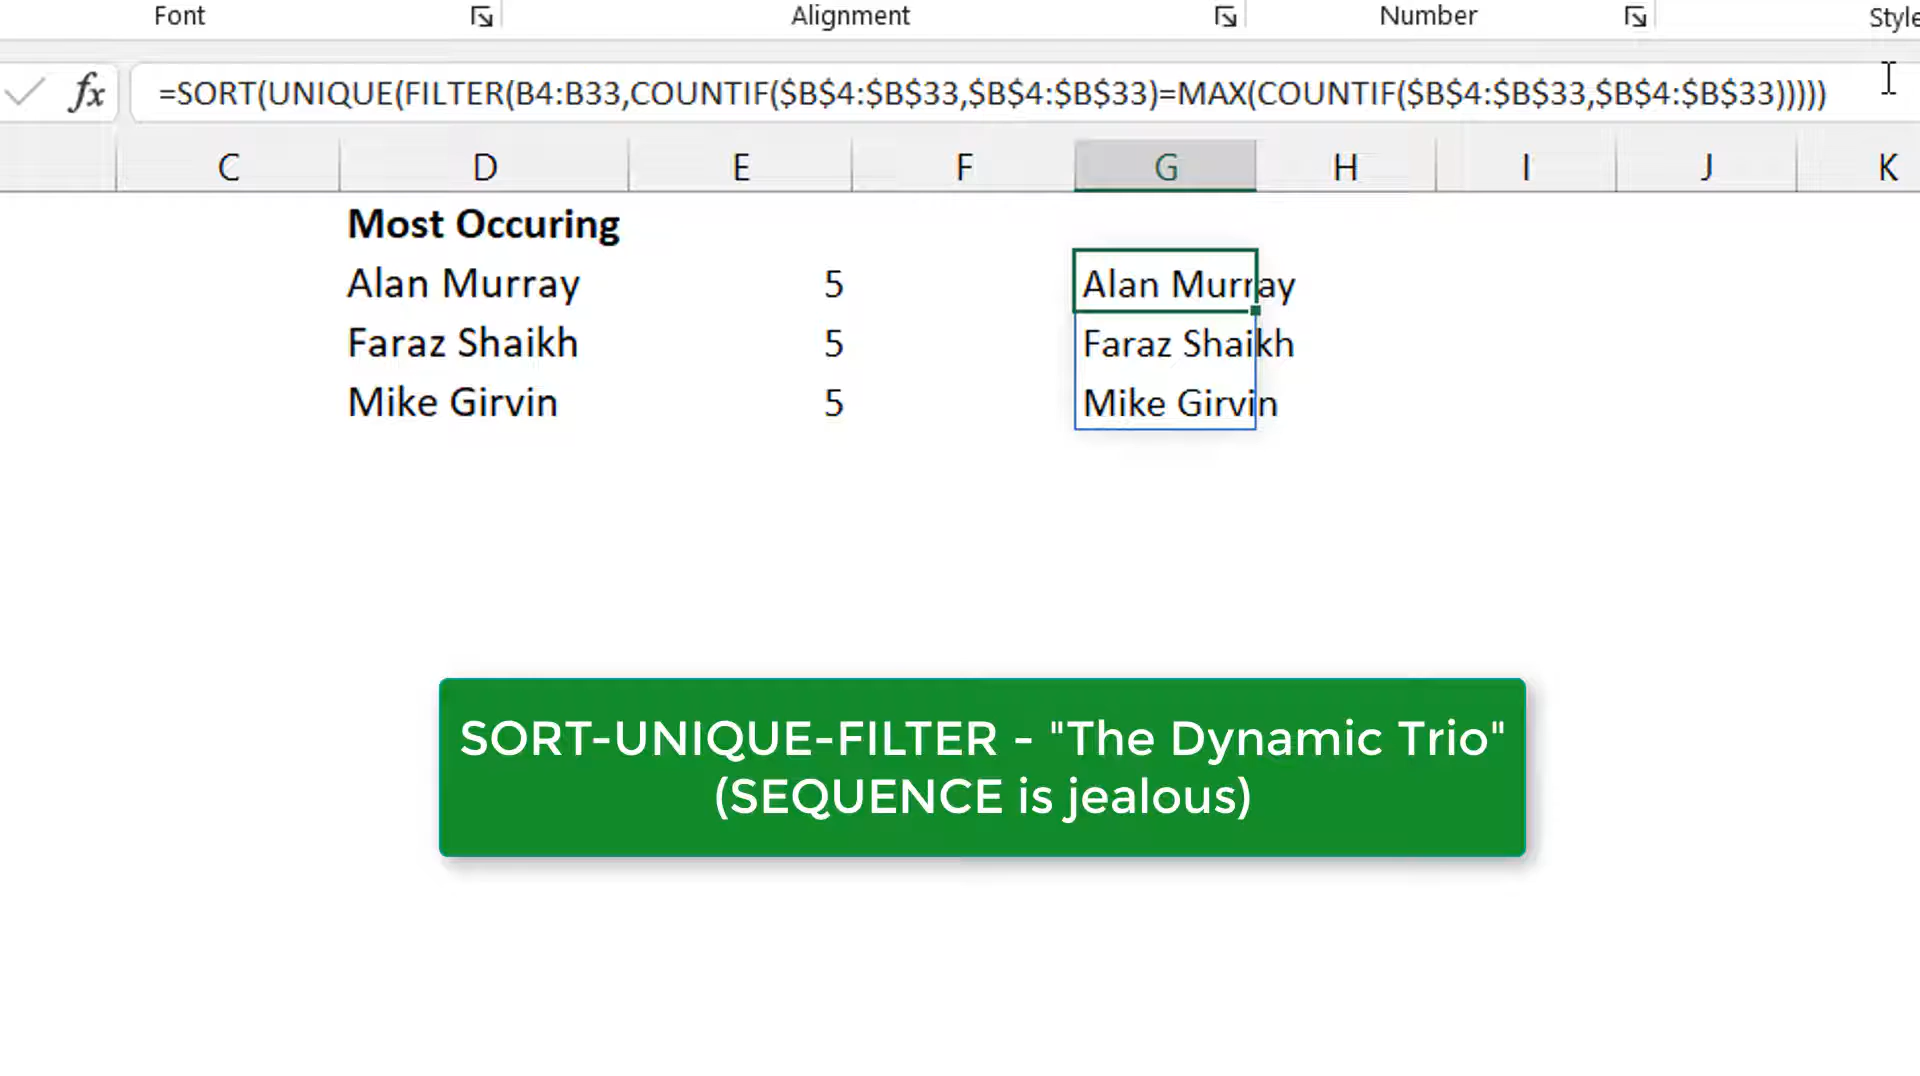 Font Alignment Number Style
fx =SORT(UNIQUE(FILTER(B4:B33,COUNTIF($B$4:$B$33,$B$4:$B$33)=MAX(COUNTIF($B$4:$B$33,$B$4:$B$33)))))
C D E F G H I J K
Most Occuring
Alan Murray 5 Alan Murray
Faraz Shaikh 5 Faraz Shaikh
Mike Girvin 5 Mike Girvin
SORT-UNIQUE-FILTER - "The Dynamic Trio"
(SEQUENCE is jealous)